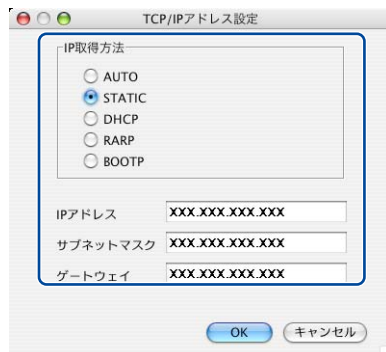 TCP/IPアドレス設定
IP取得方法
AUTO
STATIC
DHCP
RARP
BOOTP
IPアドレス XXX.XXX.XXX.XXX
サブネットマスク XXX.XXX.XXX.XXX
ゲートウェイ XXX.XXX.XXX.XXX
OK キャンセル